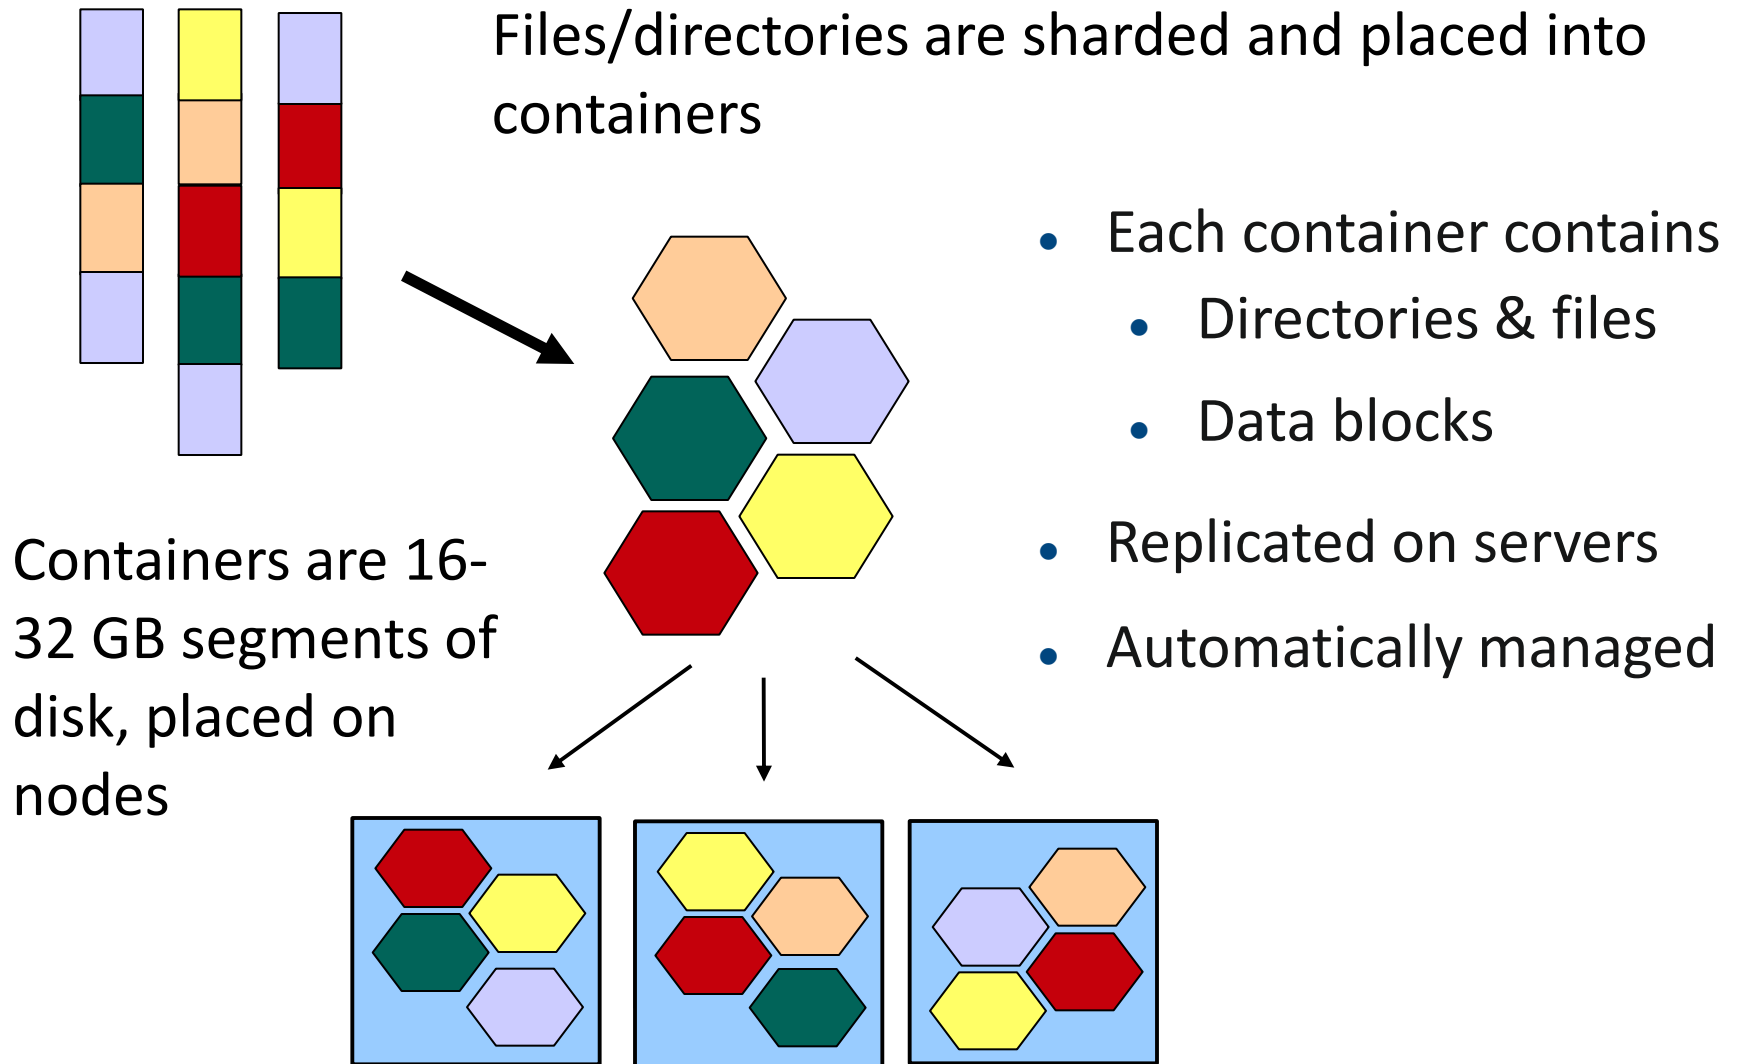 Files/directories are sharded and placed into
containers
Each container contains
Directories & files
Data blocks
Replicated on servers
Automatically managed
Containers are 16-
32 GB segments of
disk, placed on
nodes